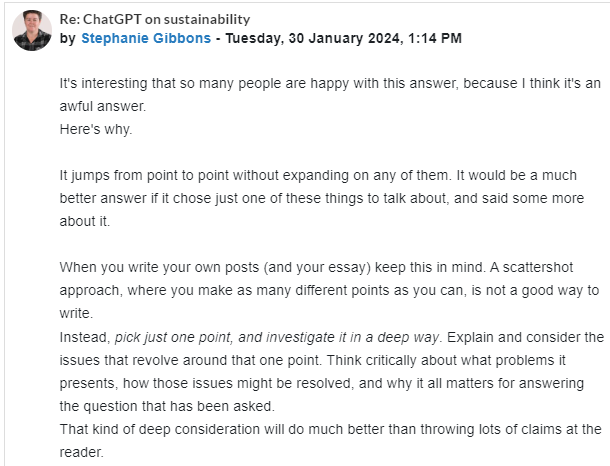 Re: ChatGPT on sustainability
by Stephanie Gibbons - Tuesday, 30 January 2024, 1:14 PM
It's interesting that so many people are happy with this answer, because I think it's an
awful answer.
Here's why.
It jumps from point to point without expanding on any of them. It would be a much
better answer if it chose just one of these things to talk about, and said some more
about it.
When you write your own posts (and your essay) keep this in mind. A scattershot
approach, where you make as many different points as you can, is not a good way to
write.
Instead, pick just one point, and investigate it in a deep way. Explain and consider the
issues that revolve around that one point. Think critically about what problems it
presents, how those issues might be resolved, and why it all matters for answering
the question that has been asked.
That kind of deep consideration will do much better than throwing lots of claims at the
reader.